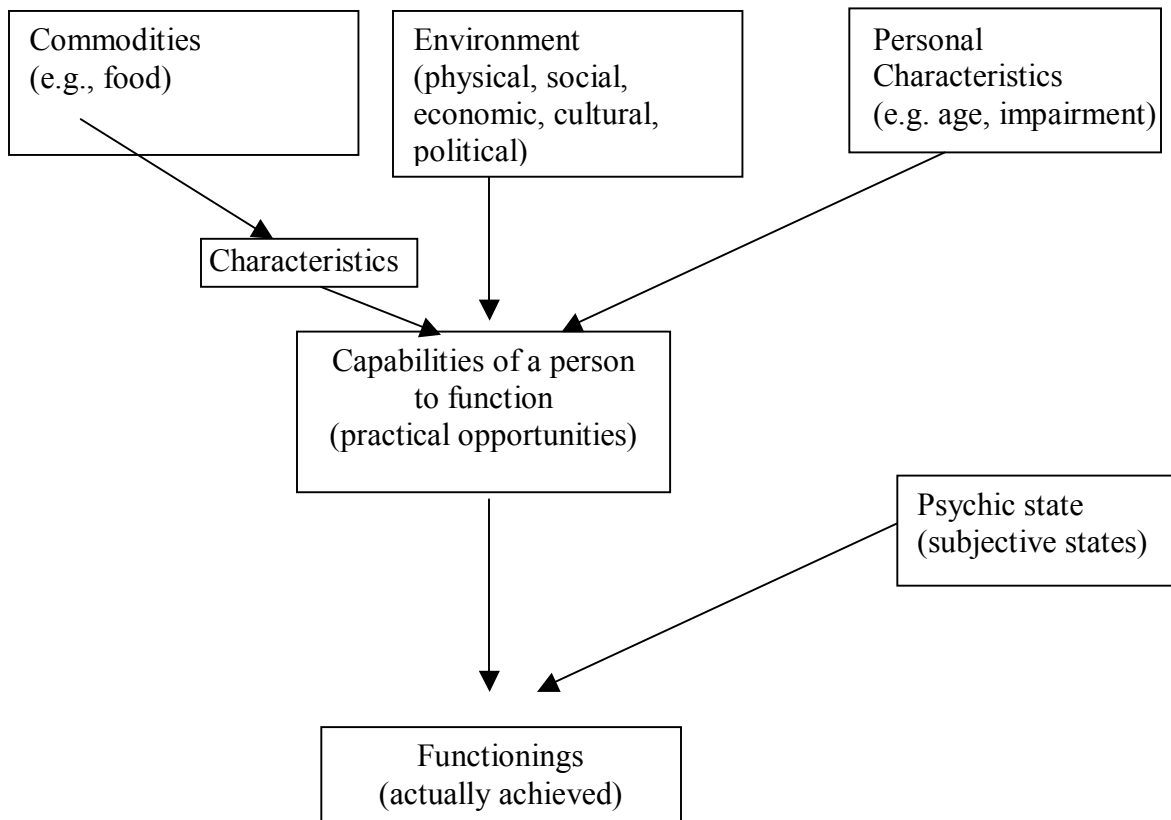 Commodities
(e.g., food)
Environment
(physical, social,
economic, cultural,
political)
Personal
Characteristics
(e.g. age, impairment)
Characteristics
Capabilities of a person
to function
(practical opportunities)
Psychic state
(subjective states)
Functionings
(actually achieved)